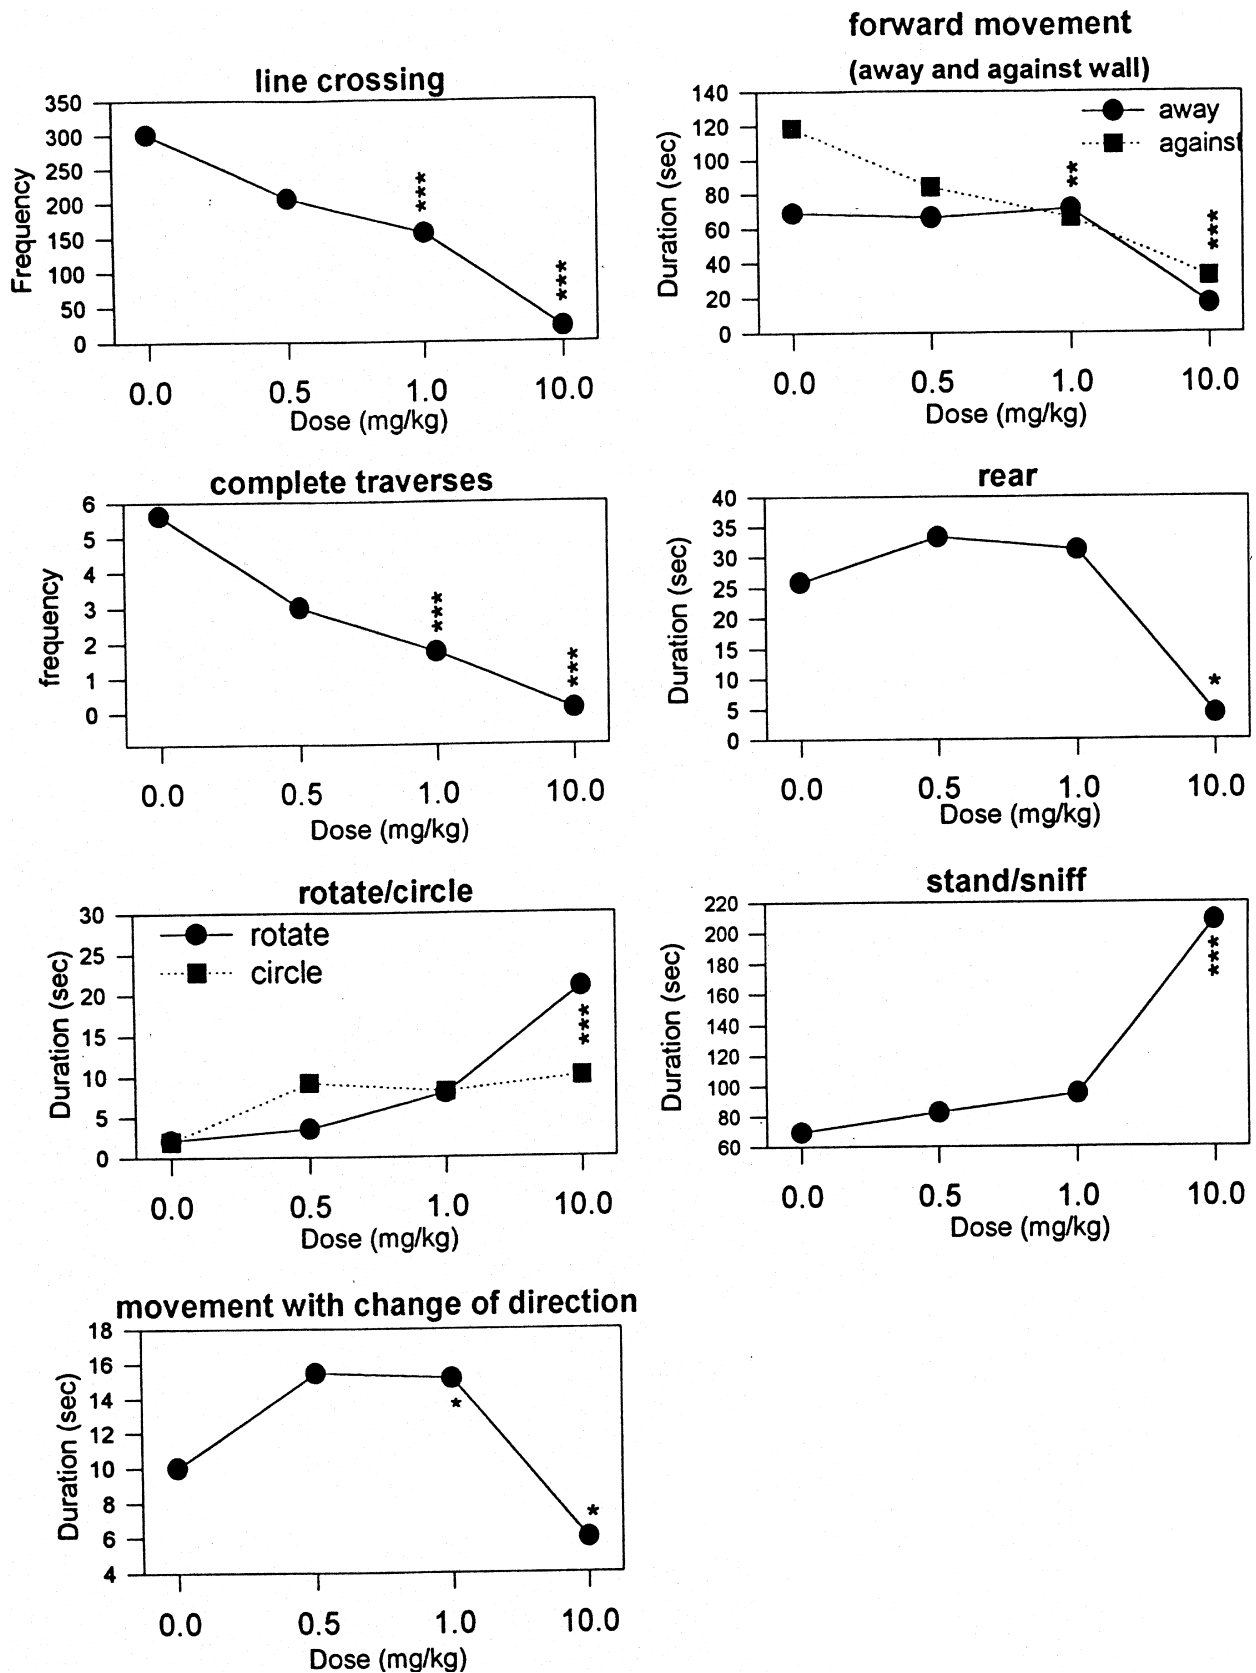 line crossing
350
300
250
200
150
100
50
0
Frequency
***
***
0.0 0.5 1.0 10.0
Dose (mg/kg)
forward movement
(away and against wall)
140
120
100
80
60
40
20
0
Duration (sec)
away
against
**
***
0.0 0.5 1.0 10.0
Dose (mg/kg)
complete traverses
6
5
4
3
2
1
0
frequency
***
***
0.0 0.5 1.0 10.0
Dose (mg/kg)
rear
40
35
30
25
20
15
10
5
0
Duration (sec)
*
0.0 0.5 1.0 10.0
Dose (mg/kg)
rotate/circle
30
25
20
15
10
5
0
Duration (sec)
rotate
circle
***
0.0 0.5 1.0 10.0
Dose (mg/kg)
stand/sniff
220
200
180
160
140
120
100
80
60
Duration (sec)
***
0.0 0.5 1.0 10.0
Dose (mg/kg)
movement with change of direction
18
16
14
12
10
8
6
4
Duration (sec)
*
*
0.0 0.5 1.0 10.0
Dose (mg/kg)